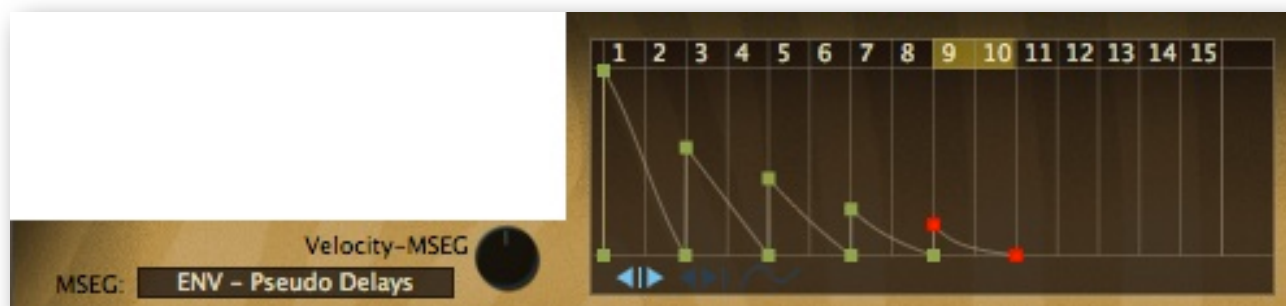 1 2 3 4 5 6 7 8 9 10 11 12 13 14 15
Velocity-MSEG
MSEG: ENV - Pseudo Delays